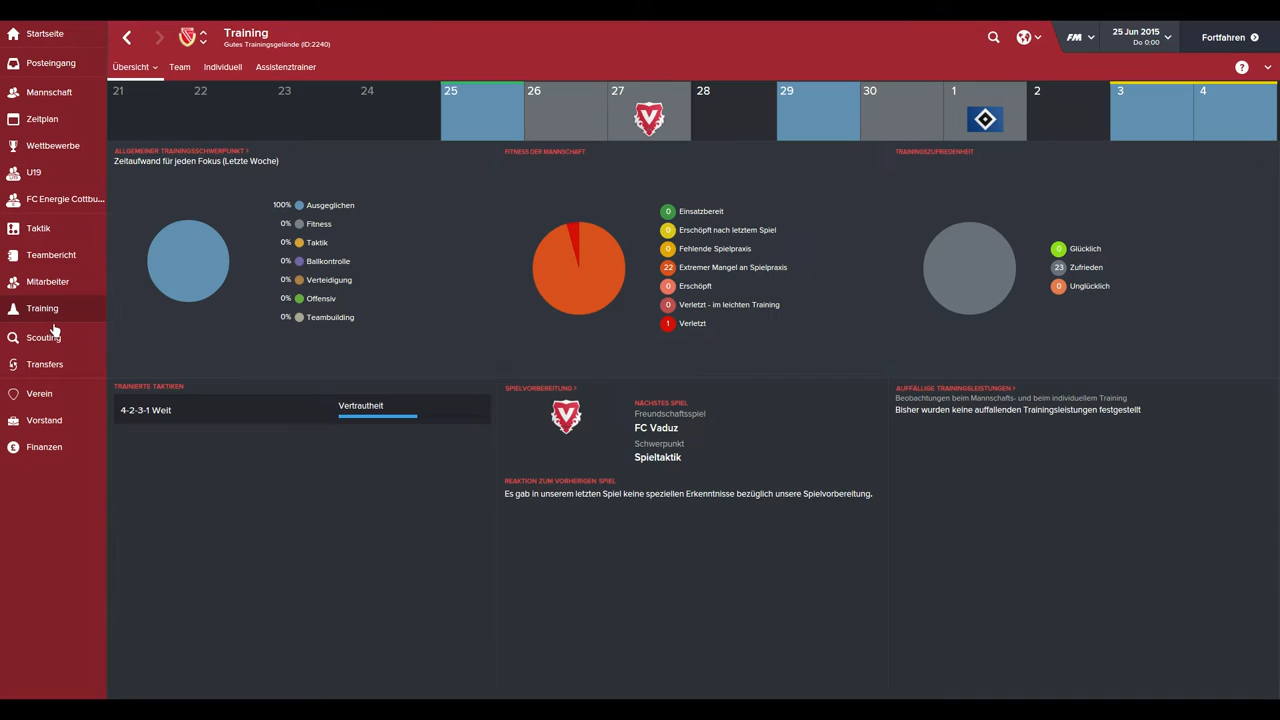 Startseite
Posteingang
Mannschaft
Zeitplan
Wettbewerbe
U19
FC Energie Cottbu...
Taktik
Teambericht
Mitarbeiter
Training
Scouting
Transfers
Verein
Vorstand
Finanzen
Training
Gutes Trainingsgelände (ID:2240)
FM
25 Jun 2015
Do 0:00
Fortfahren
Übersicht Team Individuell Assistenztrainer
?
21 22 23 24 25 26 27 28 29 30 1 2 3 4
ALLGEMEINER TRAININGSSCHWERPUNKT >
Zeitaufwand für jeden Fokus (Letzte Woche)
100% Ausgeglichen
0% Fitness
0% Taktik
0% Ballkontrolle
0% Verteidigung
0% Offensiv
0% Teambuilding
FITNESS DER MANNSCHAFT
0 Einsatzbereit
0 Erschöpft nach letztem Spiel
0 Fehlende Spielpraxis
22 Extremer Mangel an Spielpraxis
0 Erschöpft
0 Verletzt - im leichten Training
1 Verletzt
TRAININGSZUFRIEDENHEIT
0 Glücklich
23 Zufrieden
0 Unglücklich
TRAINIERTE TAKTIKEN
4-2-3-1 Weit
Vertrautheit
SPIELVORBEREITUNG >
NÄCHSTES SPIEL
Freundschaftsspiel
FC Vaduz
Schwerpunkt
Spieltaktik
REAKTION ZUM VORHERIGEN SPIEL
Es gab in unserem letzten Spiel keine speziellen Erkenntnisse bezüglich unsere Spielvorbereitung.
AUFFÄLLIGE TRAININGSLEISTUNGEN >
Beobachtungen beim Mannschafts- und beim individuellem Training
Bisher wurden keine auffallenden Trainingsleistungen festgestellt